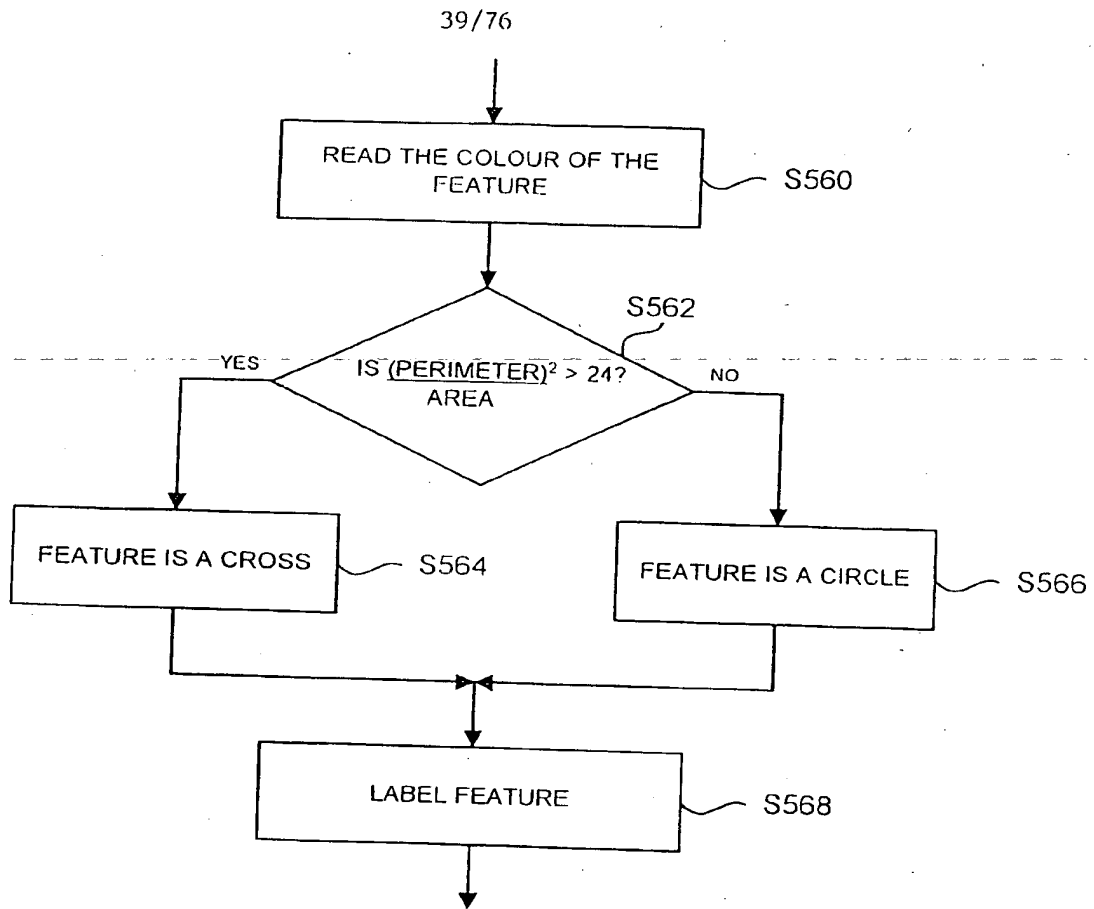 39/76
READ THE COLOUR OF THE
FEATURE
S560
S562
YES
IS (PERIMETER)² > 24?
AREA
NO
FEATURE IS A CROSS
S564
FEATURE IS A CIRCLE
S566
LABEL FEATURE
S568